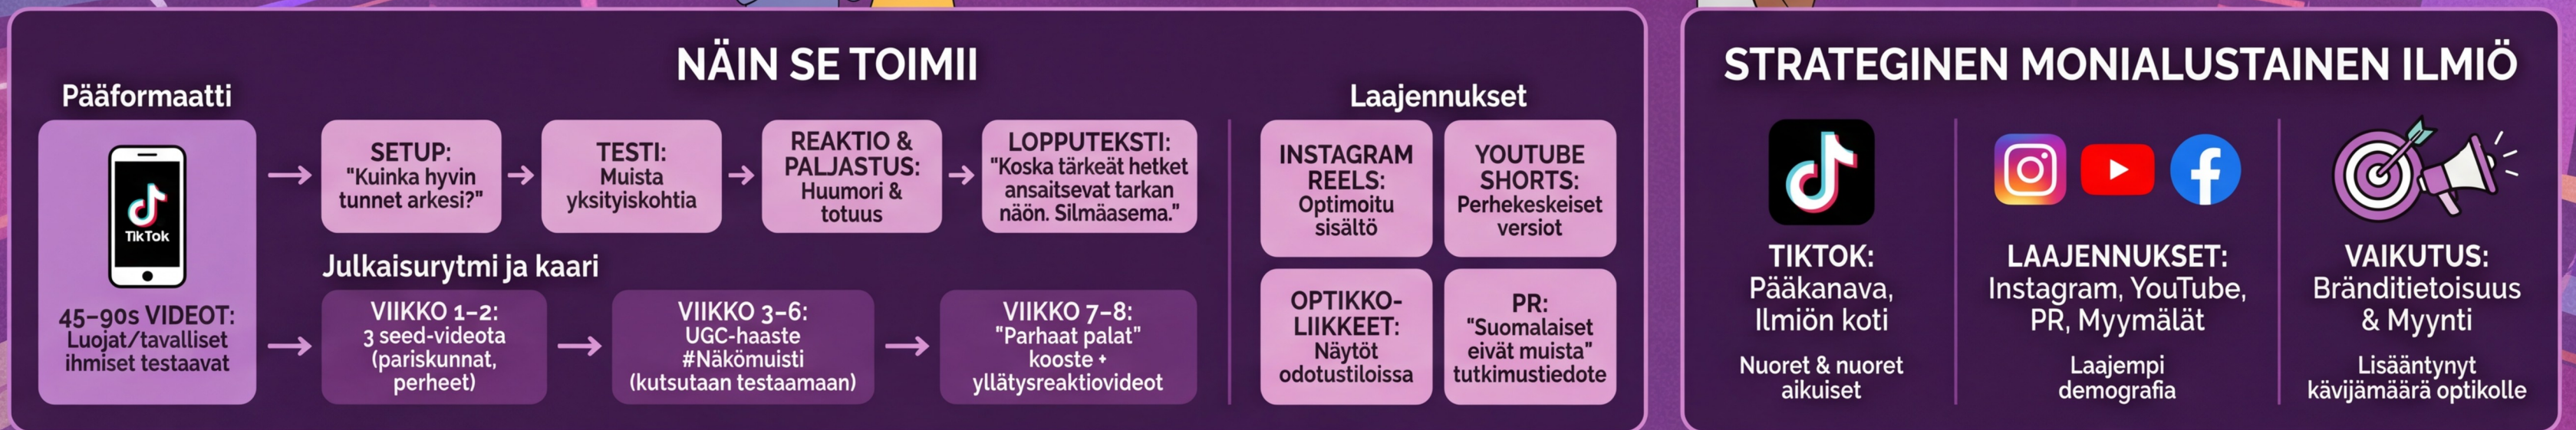 NÄIN SE TOIMII
Pääformaatti
TikTok
45–90s VIDEOT:
Luojat/tavalliset
ihmiset testaavat
SETUP:
"Kuinka hyvin
tunnet arkesi?"
TESTI:
Muista
yksityiskohtia
REAKTIO &
PALJASTUS:
Huumori &
totuus
LOPPUTEKSTI:
"Koska tärkeät hetket
ansaitsevat tarkan
näön. Silmäasema."
Julkaisurytmi ja kaari
VIIKKO 1–2:
3 seed-videota
(pariskunnat,
perheet)
VIIKKO 3–6:
UGC-haaste
#Näkömuisti
(kutsutaan testaamaan)
VIIKKO 7–8:
"Parhaat palat"
kooste +
yllätysreaktiovideot
Laajennukset
INSTAGRAM
REELS:
Optimoitu
sisältö
YOUTUBE
SHORTS:
Perhekeskeiset
versiot
OPTIKKO-
LIIKKEET:
Näytöt
odotustiloissa
PR:
"Suomalaiset
eivät muista"
tutkimustiedote
STRATEGINEN MONIALUSTAINEN ILMIÖ
TIKTOK:
Pääkanava,
Ilmiön koti
Nuoret & nuoret
aikuiset
LAAJENNUKSET:
Instagram, YouTube,
PR, Myymälät
Laajempi
demografia
VAIKUTUS:
Bränditietoisuus
& Myynti
Lisääntynyt
kävijämäärä optikolle